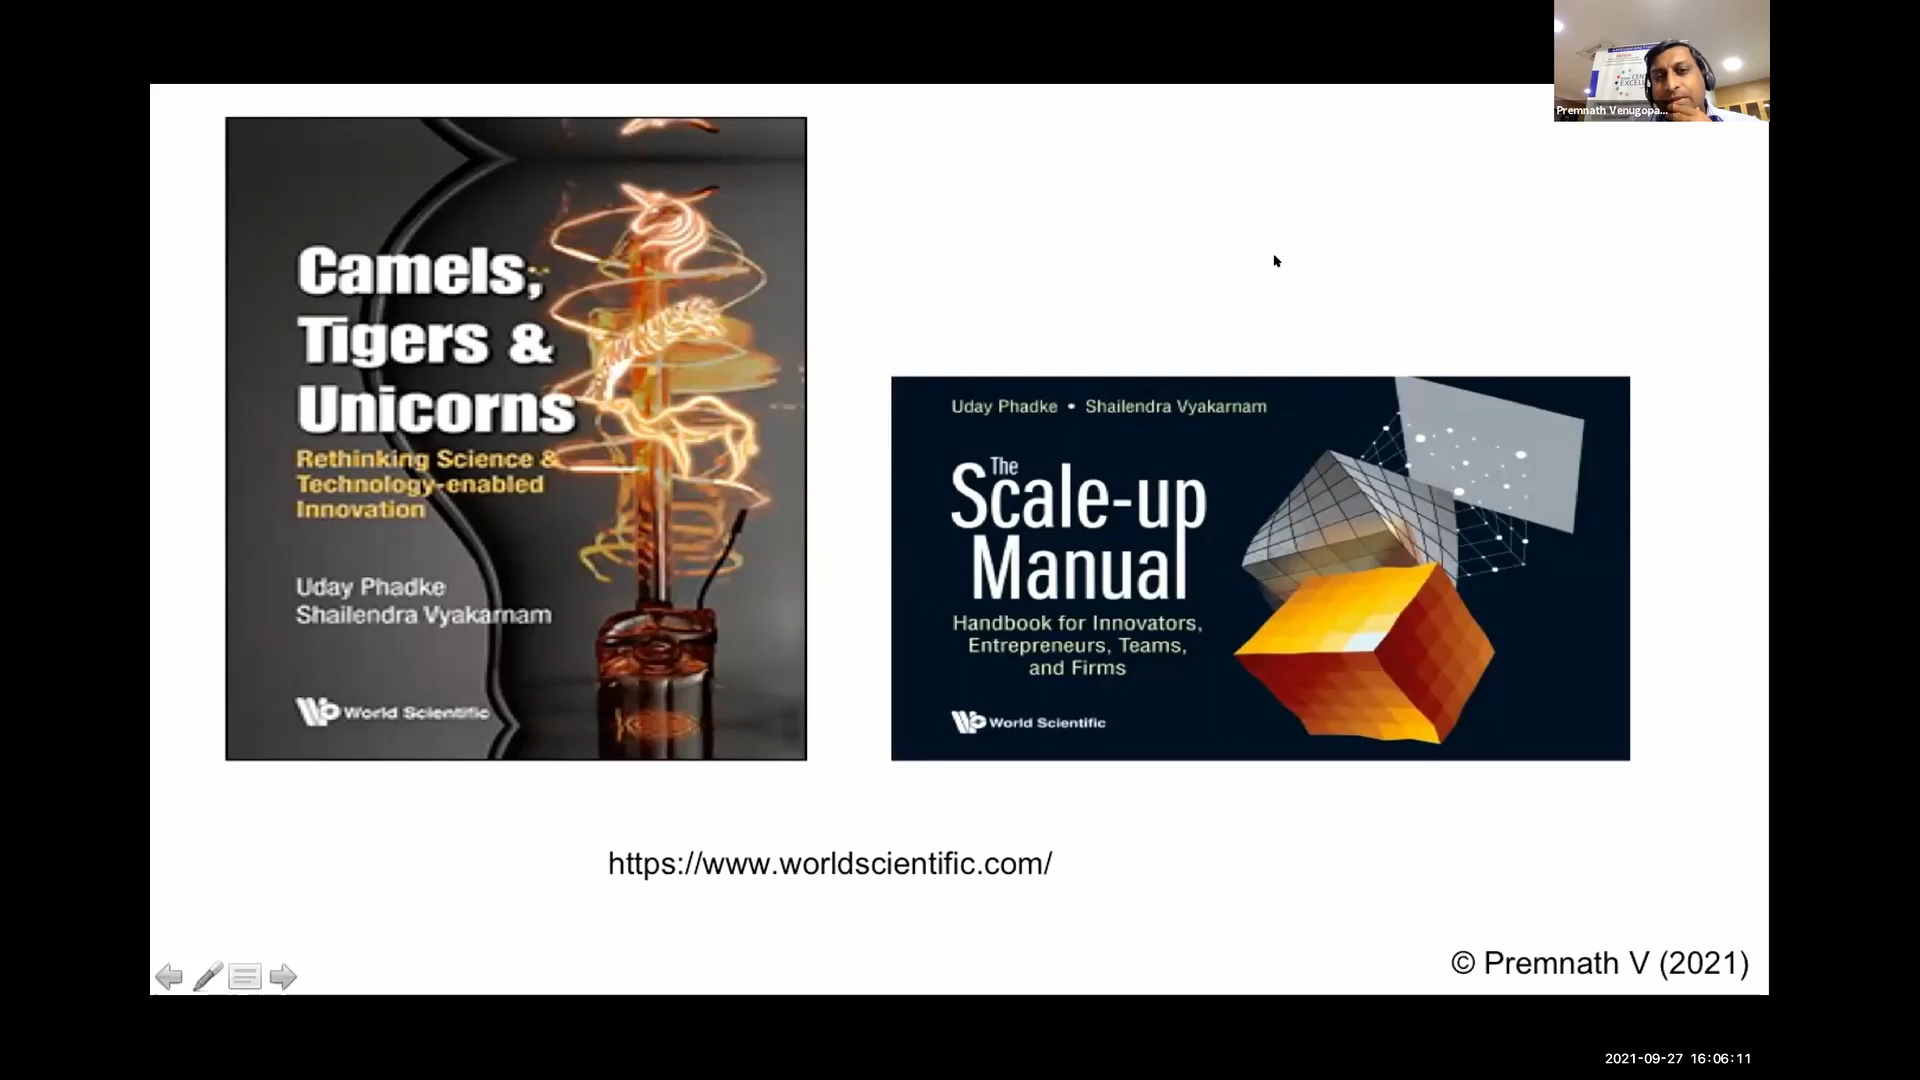 Camels,
Tigers &
Unicorns
Rethinking Science &
Technology-enabled
Innovation
Uday Phadke
Shailendra Vyakarnam
World Scientific
Uday Phadke • Shailendra Vyakarnam
The
Scale-up
Manual
Handbook for Innovators,
Entrepreneurs, Teams,
and Firms
World Scientific
https://www.worldscientific.com/
© Premnath V (2021)
Premnath Venugopa...
2021-09-27 16:06:11